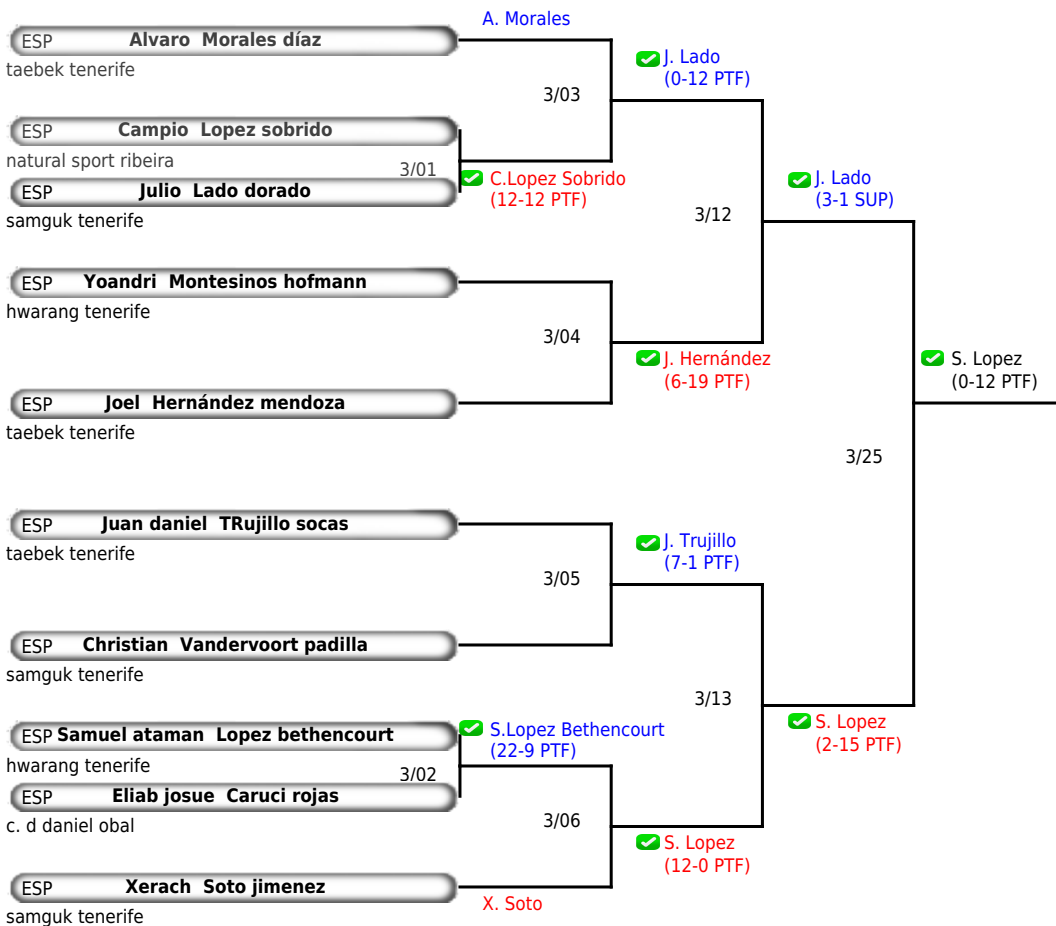 A. Morales
ESP Alvaro Morales díaz
taebek tenerife
J. Lado
(0-12 PTF)
3/03
ESP Campio Lopez sobrido
natural sport ribeira
3/01
C.Lopez Sobrido
(12-12 PTF)
ESP Julio Lado dorado
samguk tenerife
J. Lado
(3-1 SUP)
3/12
ESP Yoandri Montesinos hofmann
hwarang tenerife
3/04
J. Hernández
(6-19 PTF)
S. Lopez
(0-12 PTF)
ESP Joel Hernández mendoza
taebek tenerife
3/25
ESP Juan daniel TRujillo socas
taebek tenerife
J. Trujillo
(7-1 PTF)
3/05
ESP Christian Vandervoort padilla
samguk tenerife
3/13
S. Lopez
(2-15 PTF)
ESP Samuel ataman Lopez bethencourt
hwarang tenerife
S.Lopez Bethencourt
(22-9 PTF)
3/02
ESP Eliab josue Caruci rojas
c. d daniel obal
3/06
S. Lopez
(12-0 PTF)
ESP Xerach Soto jimenez
samguk tenerife
X. Soto